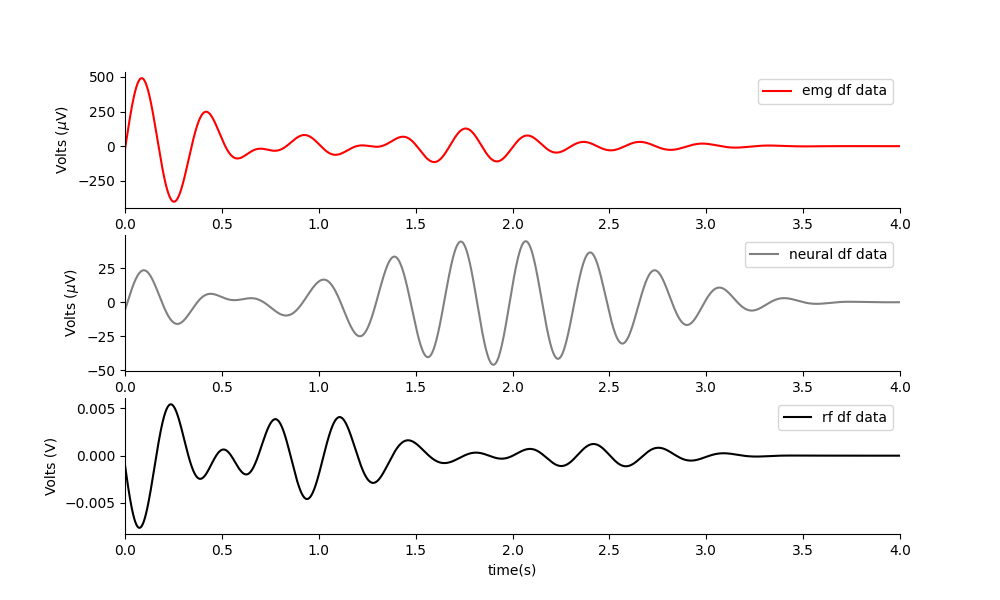 500
250
0
−250
Volts (μV)
emg df data
0.0 0.5 1.0 1.5 2.0 2.5 3.0 3.5 4.0
25
0
−25
−50
Volts (μV)
neural df data
0.0 0.5 1.0 1.5 2.0 2.5 3.0 3.5 4.0
0.005
0.000
−0.005
Volts (V)
rf df data
0.0 0.5 1.0 1.5 2.0 2.5 3.0 3.5 4.0
time(s)